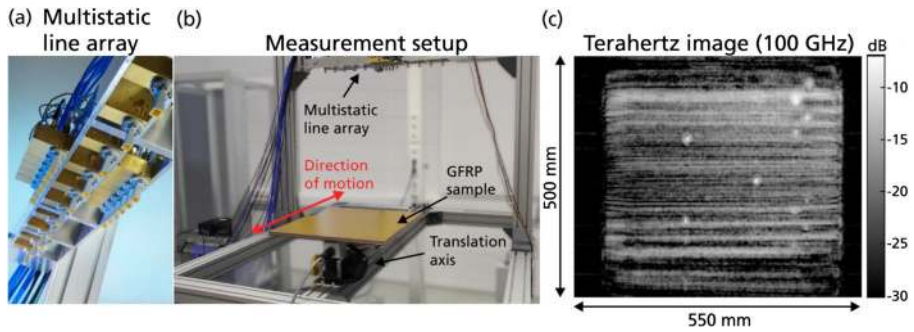 (a) Multistatic
line array
(b)
Measurement setup
Multistatic
line array
Direction
of motion
GFRP
sample
Translation
axis
(c)
Terahertz image (100 GHz)
dB
-10
-15
-20
-25
-30
500 mm
550 mm